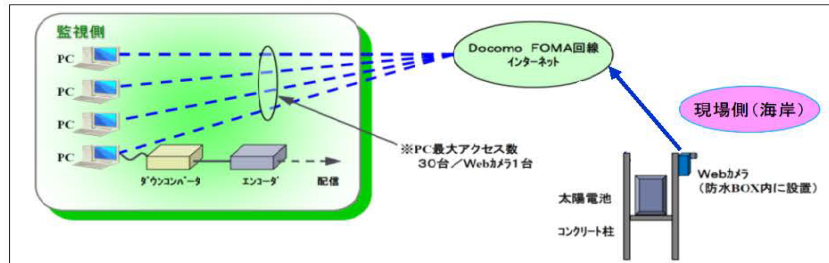 監視側
PC
PC
PC
PC
ダウンコンバータ
エンコーダ
配信
※PC最大アクセス数
30台／Webカメラ1台
Docomo FOMA回線
インターネット
現場側(海岸)
Webカメラ
(防水BOX内に設置)
太陽電池
コンクリート柱